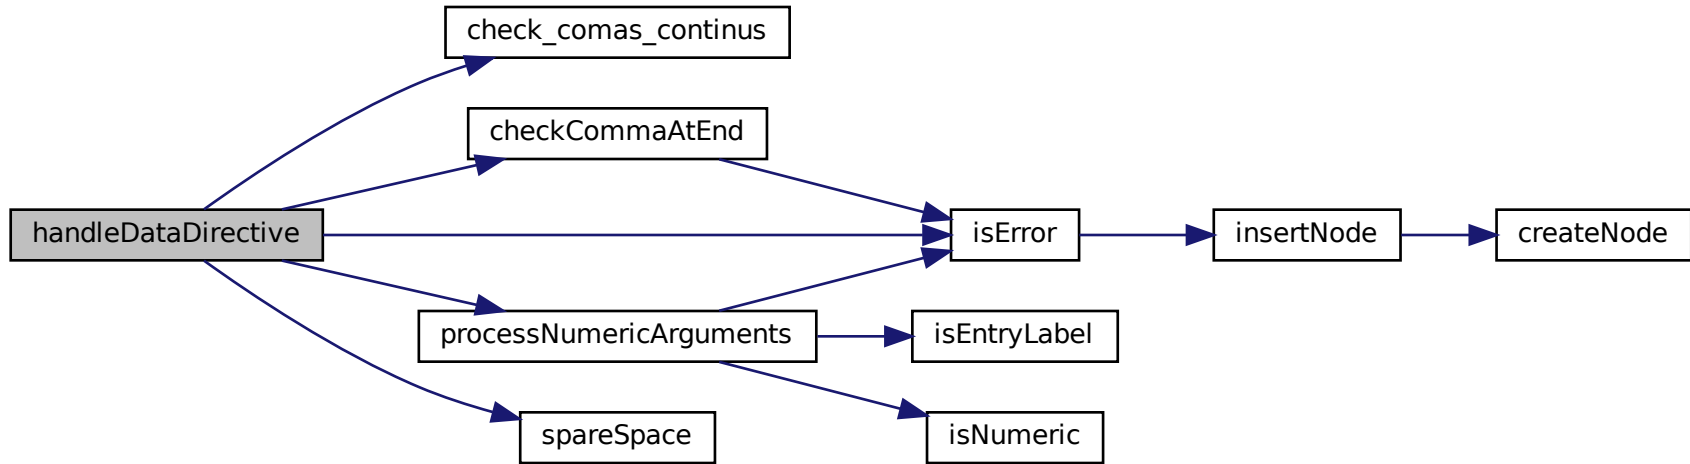 check_comas_continus
checkCommaAtEnd
handleDataDirective
isError
insertNode
createNode
processNumericArguments
isEntryLabel
spareSpace
isNumeric